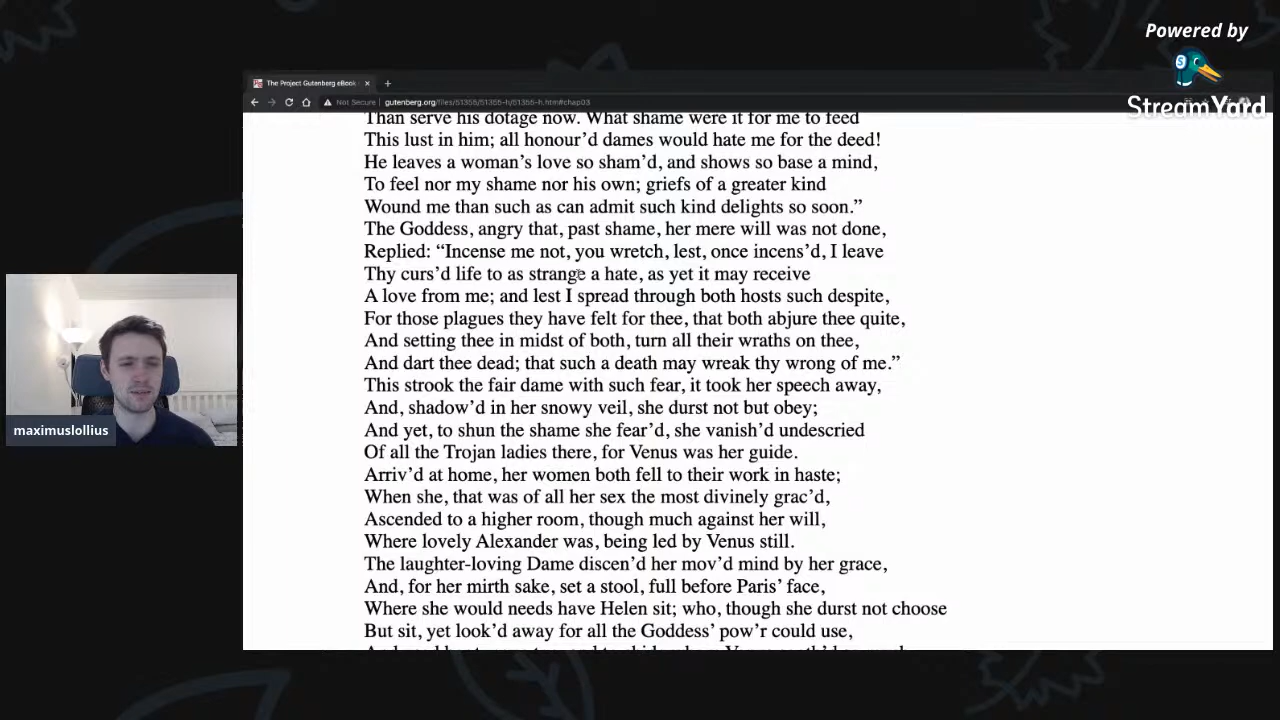 Powered by
StreamYard
The Project Gutenberg eBook
Not Secure | gutenberg.org/files/51355/51355-h/51355-h.htm#chap03
Than serve his dotage now. What shame were it for me to feed
This lust in him; all honour’d dames would hate me for the deed!
He leaves a woman’s love so sham’d, and shows so base a mind,
To feel nor my shame nor his own; griefs of a greater kind
Wound me than such as can admit such kind delights so soon.”
The Goddess, angry that, past shame, her mere will was not done,
Replied: “Incense me not, you wretch, lest, once incens’d, I leave
Thy curs’d life to as strange a hate, as yet it may receive
A love from me; and lest I spread through both hosts such despite,
For those plagues they have felt for thee, that both abjure thee quite,
And setting thee in midst of both, turn all their wraths on thee,
And dart thee dead; that such a death may wreak thy wrong of me.”
This strook the fair dame with such fear, it took her speech away,
And, shadow’d in her snowy veil, she durst not but obey;
And yet, to shun the shame she fear’d, she vanish’d undescried
Of all the Trojan ladies there, for Venus was her guide.
Arriv’d at home, her women both fell to their work in haste;
When she, that was of all her sex the most divinely grac’d,
Ascended to a higher room, though much against her will,
Where lovely Alexander was, being led by Venus still.
The laughter-loving Dame discen’d her mov’d mind by her grace,
And, for her mirth sake, set a stool, full before Paris’ face,
Where she would needs have Helen sit; who, though she durst not choose
But sit, yet look’d away for all the Goddess’ pow’r could use,
maximuslollius